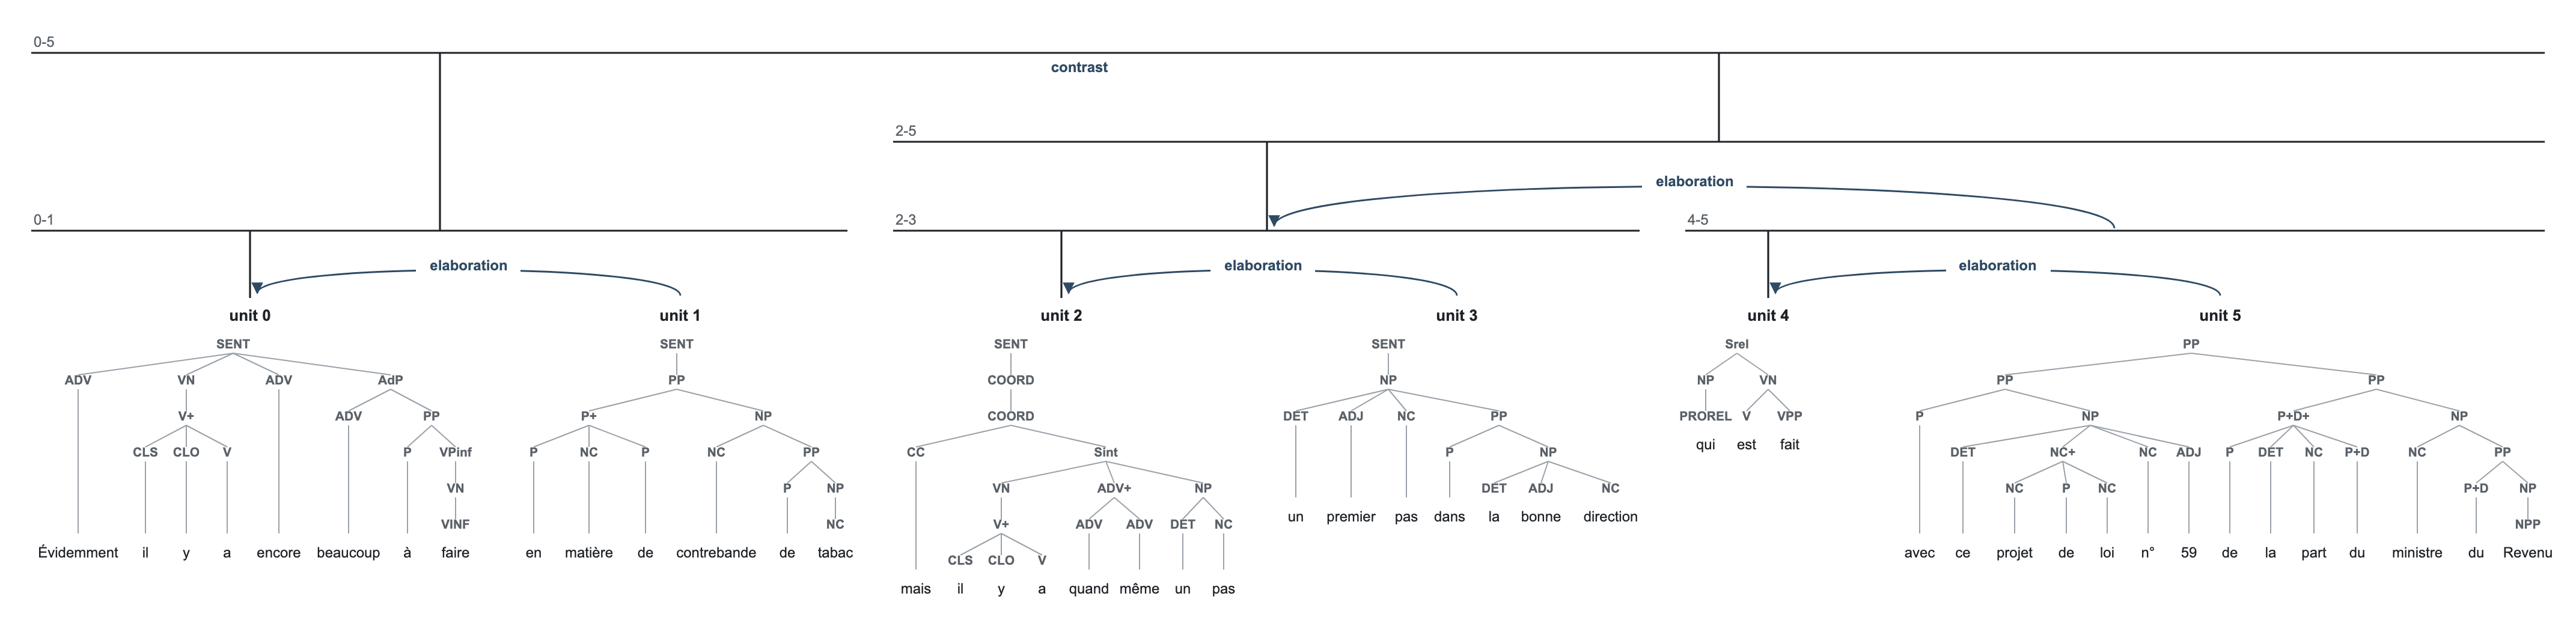 0-5
contrast
2-5
elaboration
0-1 2-3 4-5
elaboration elaboration elaboration
unit 0 unit 1 unit 2 unit 3 unit 4 unit 5
SENT SENT SENT SENT Srel PP
ADV VN ADV AdP PP COORD NP NP VN PP PP
V+ ADV PP P+ NP COORD DET ADJ NC PP PROREL V VPP P NP P+D+ NP
qui est fait
CLS CLO V P VPinf P NC P NC PP CC Sint P NP DET NC+ NC ADJ P DET NC P+D NC PP
VN P NP VN ADV+ NP DET ADJ NC NC P NC P+D NP
un premier pas dans la bonne direction
VINF NC V+ ADV ADV DET NC NPP
Évidemment il y a encore beaucoup à faire en matière de contrebande de tabac CLS CLO V avec ce projet de loi n° 59 de la part du ministre du Revenu
mais il y a quand même un pas